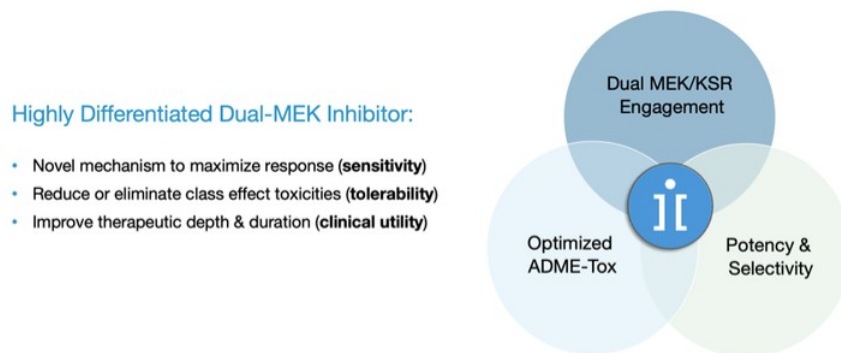 Highly Differentiated Dual-MEK Inhibitor:
• Novel mechanism to maximize response (sensitivity)
• Reduce or eliminate class effect toxicities (tolerability)
• Improve therapeutic depth & duration (clinical utility)
Dual MEK/KSR
Engagement
Optimized
ADME-Tox
Potency &
Selectivity